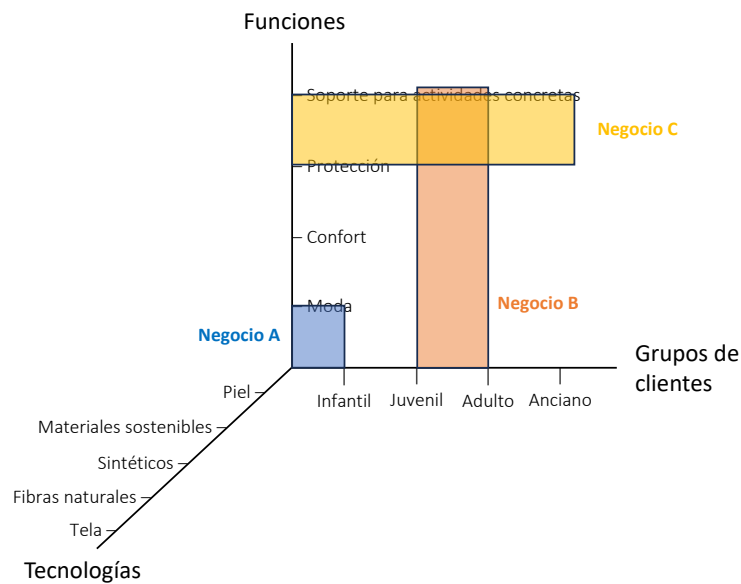 Funciones
Soporte para actividades concretas
Negocio C
Protección
Confort
Moda
Negocio B
Negocio A
Grupos de
clientes
Piel
Infantil
Juvenil
Adulto
Anciano
Materiales sostenibles
Sintéticos
Fibras naturales
Tela
Tecnologías